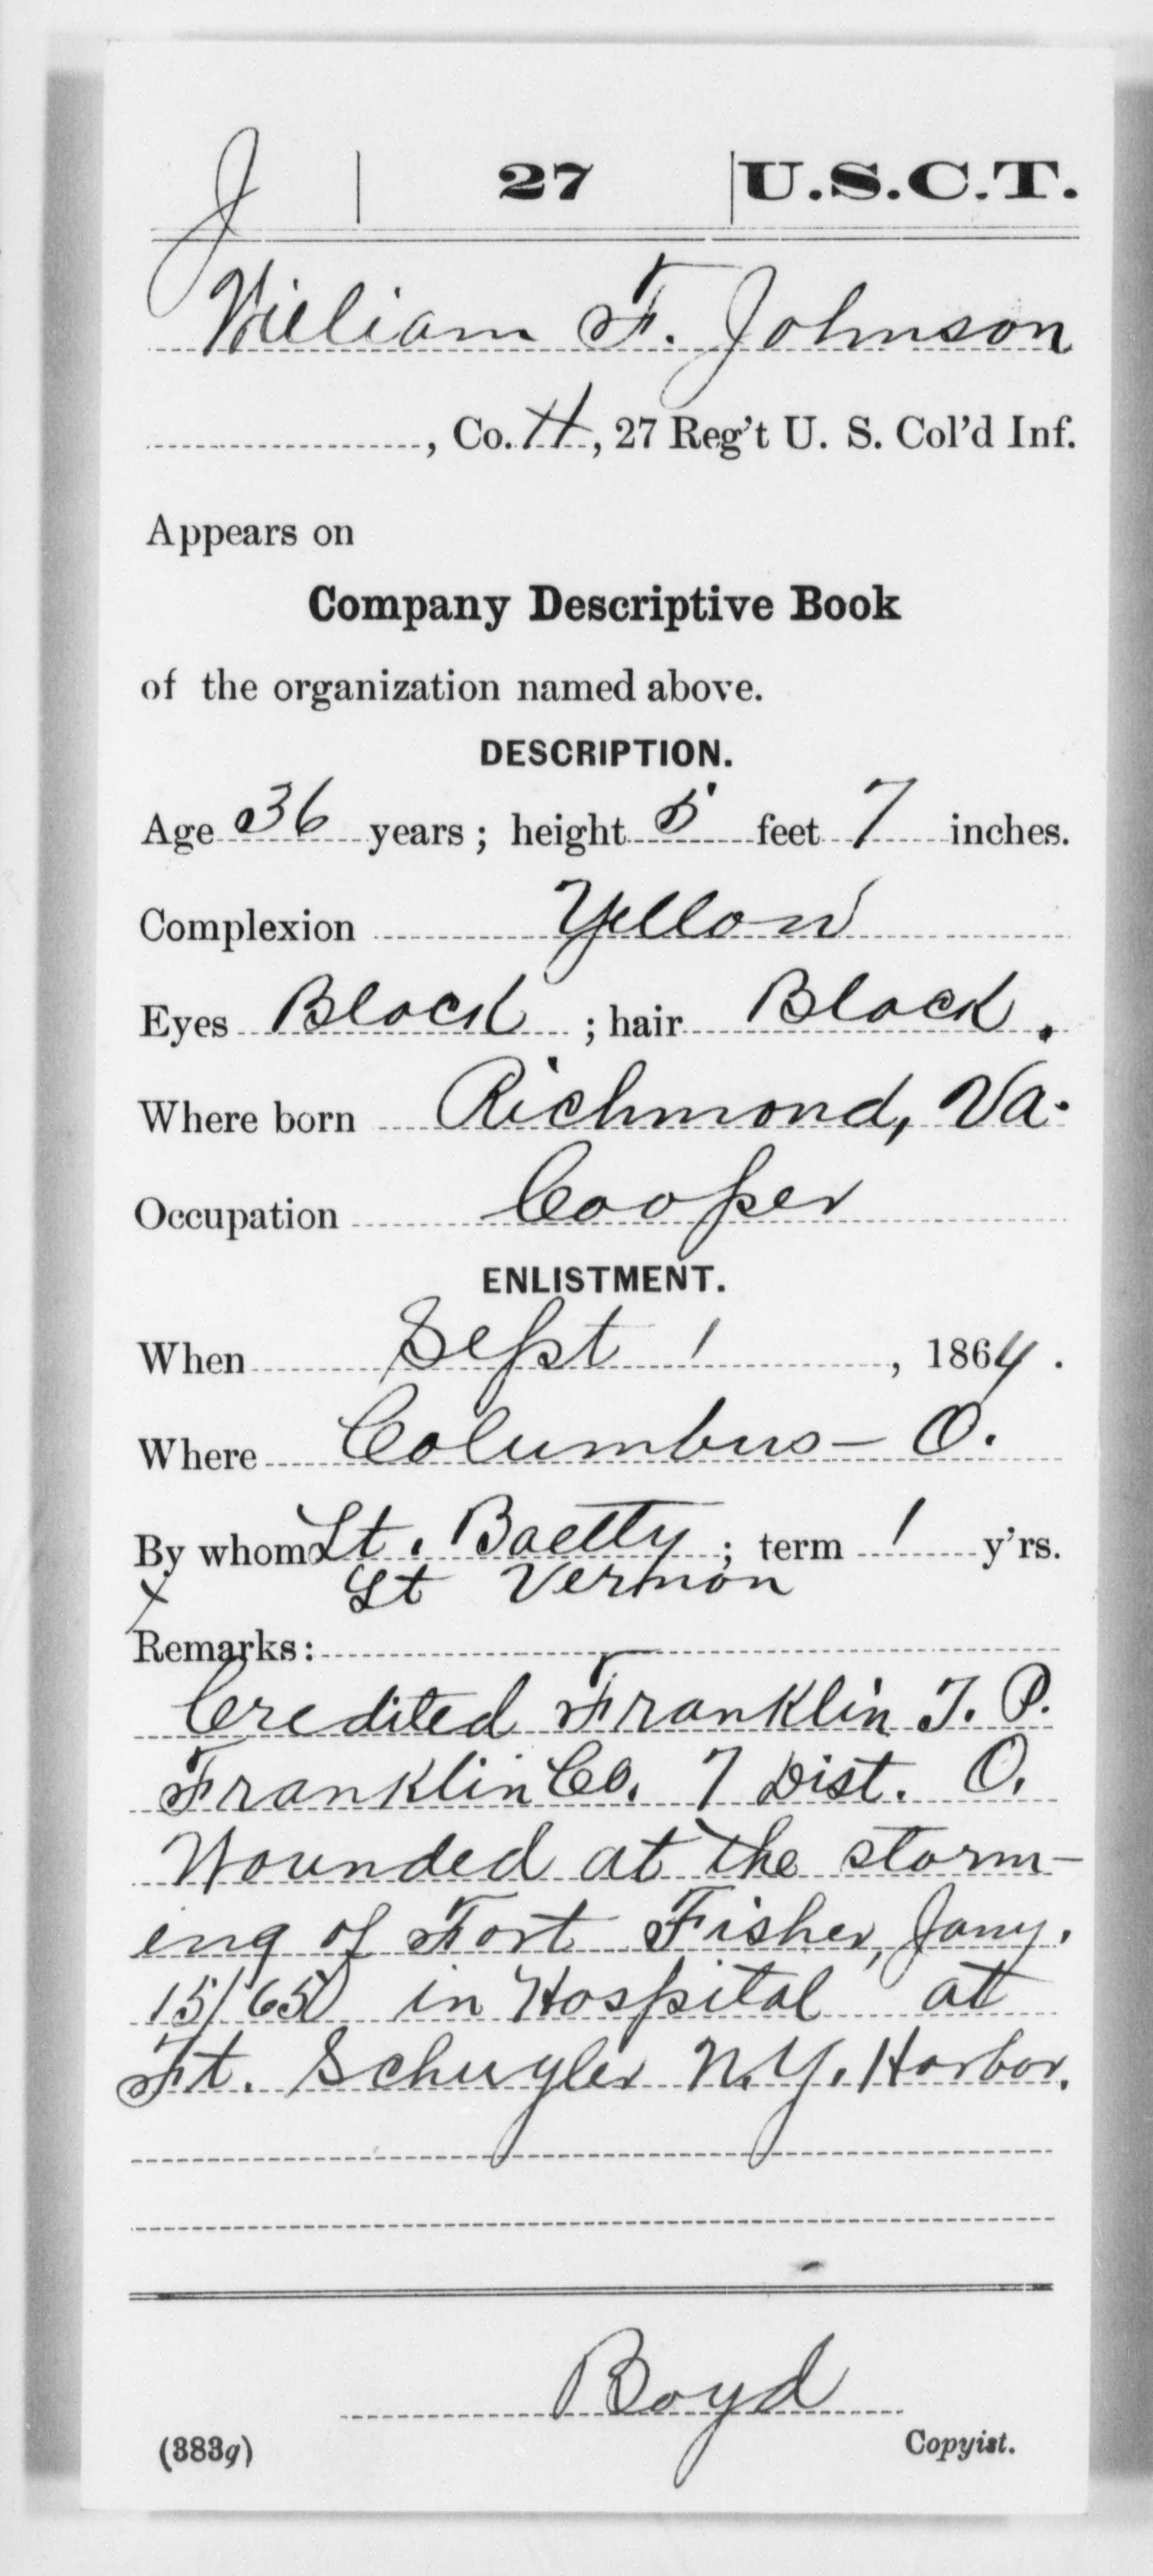 J | 27 | U.S.C.T.
William F. Johnson
, Co. H, 27 Reg't U. S. Col'd Inf.
Appears on
Company Descriptive Book
of the organization named above.
DESCRIPTION.
Age 36 years; height 5 feet 7 inches.
Complexion Yellow
Eyes Black; hair Black.
Where born Richmond, Va.
Occupation Cooper
ENLISTMENT.
When Sept 1, 1864.
Where Columbus - O.
By whom Lt. Baetty; term 1 y'rs.
x Lt Vernon
Remarks:
Credited Franklin T. P.
Franklin Co. 7 Dist. O.
Wounded at the storm-
ing of Fort Fisher, Jany.
15/65 in Hospital at
Ft. Schuyler N.Y. Harbor.
Boyd
(383g) Copyist.